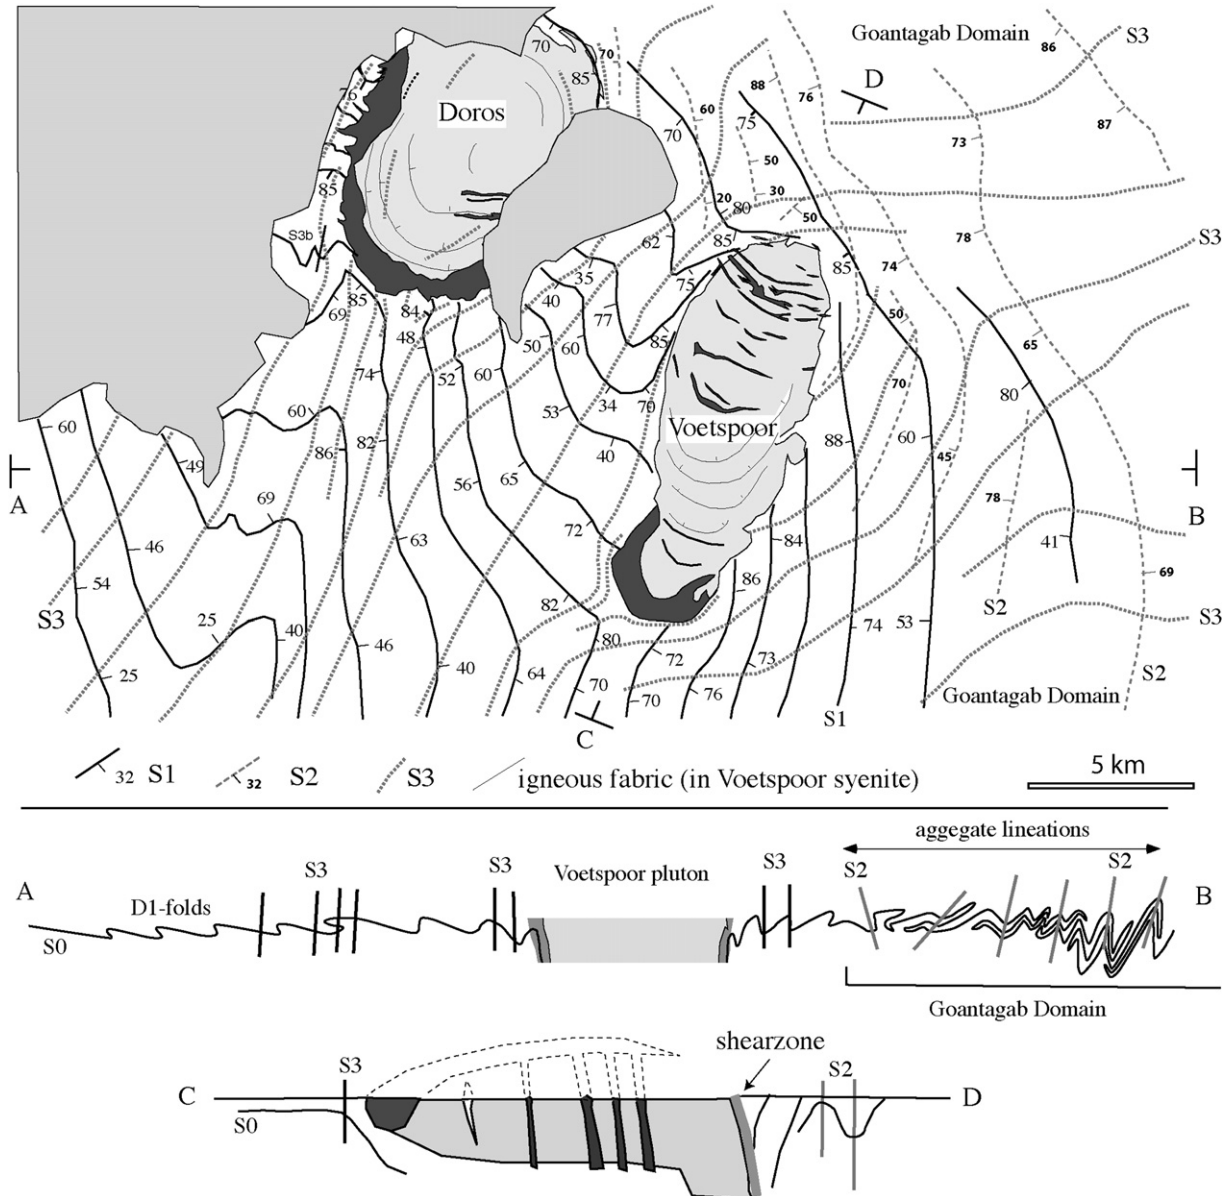 Goantagab Domain
86
S3
D
70
70
85
88
76
60
75
76
Doros
70
73
87
50
85
20
80
30
50
S3b
62
85
78
S3
35
75
85
74
40
85
69
84
77
50
48
50
60
85
65
74
52
60
70
80
60
60
53
34
70
Voetspoor
82
88
60
86
40
45
49
56
65
A
69
78
B
72
46
63
84
41
54
86
69
S3
82
S2
25
40
80
74
53
S3
46
72
73
25
40
64
S2
70
70
76
Goantagab Domain
C
S1
32 S1
32 S2
S3
igneous fabric (in Voetspoor syenite)
5 km
aggegate lineations
S3
S3
Voetspoor pluton
S3
S2
S2
A
D1-folds
B
S0
Goantagab Domain
shearzone
S3
S2
C
D
S0